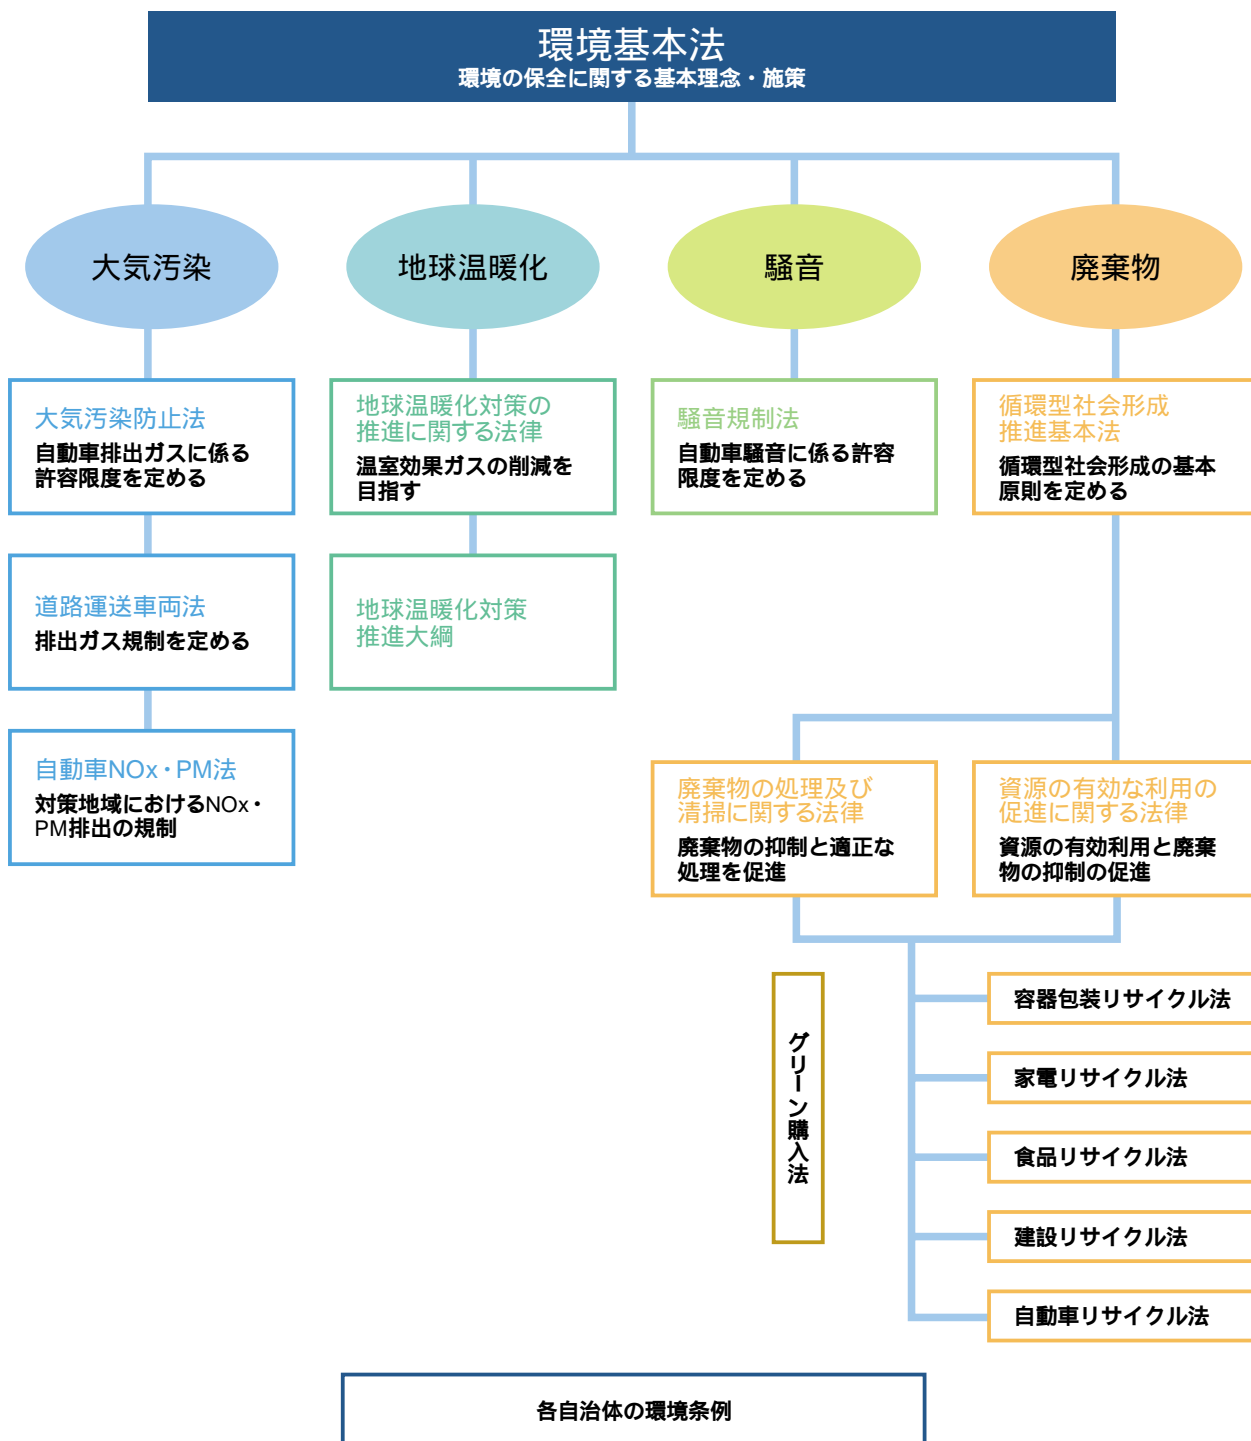 環境基本法
環境の保全に関する基本理念・施策
大気汚染
地球温暖化
騒音
廃棄物
大気汚染防止法
自動車排出ガスに係る
許容限度を定める
道路運送車両法
排出ガス規制を定める
自動車NOx・PM法
対策地域におけるNOx・
PM排出の規制
地球温暖化対策の
推進に関する法律
温室効果ガスの削減を
目指す
地球温暖化対策
推進大綱
騒音規制法
自動車騒音に係る許容
限度を定める
循環型社会形成
推進基本法
循環型社会形成の基本
原則を定める
廃棄物の処理及び
清掃に関する法律
廃棄物の抑制と適正な
処理を促進
資源の有効な利用の
促進に関する法律
資源の有効利用と廃棄
物の抑制の促進
グリーン購入法
容器包装リサイクル法
家電リサイクル法
食品リサイクル法
建設リサイクル法
自動車リサイクル法
各自治体の環境条例